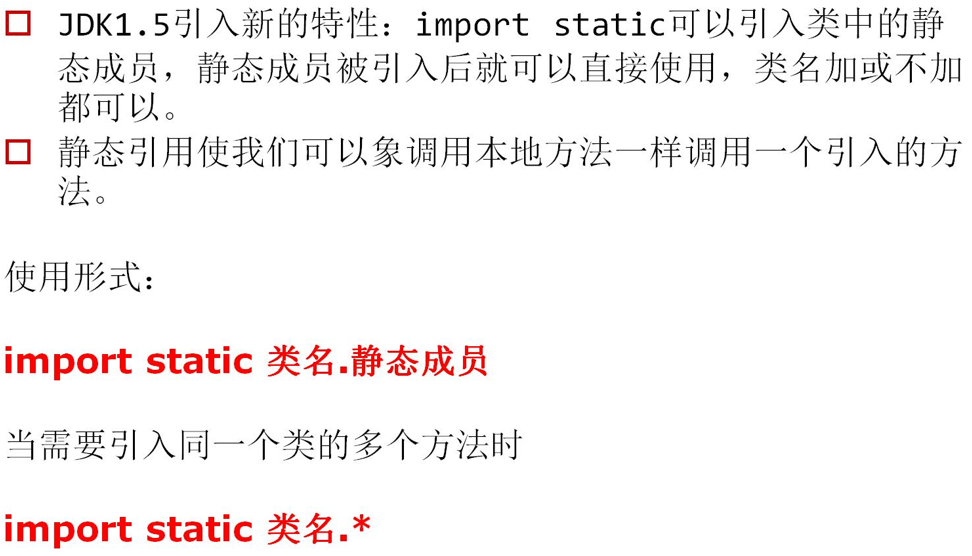 JDK1.5引入新的特性：import static可以引入类中的静
态成员，静态成员被引入后就可以直接使用，类名加或不加
都可以。
静态引用使我们可以象调用本地方法一样调用一个引入的方
法。
使用形式：
import static 类名.静态成员
当需要引入同一个类的多个方法时
import static 类名.*